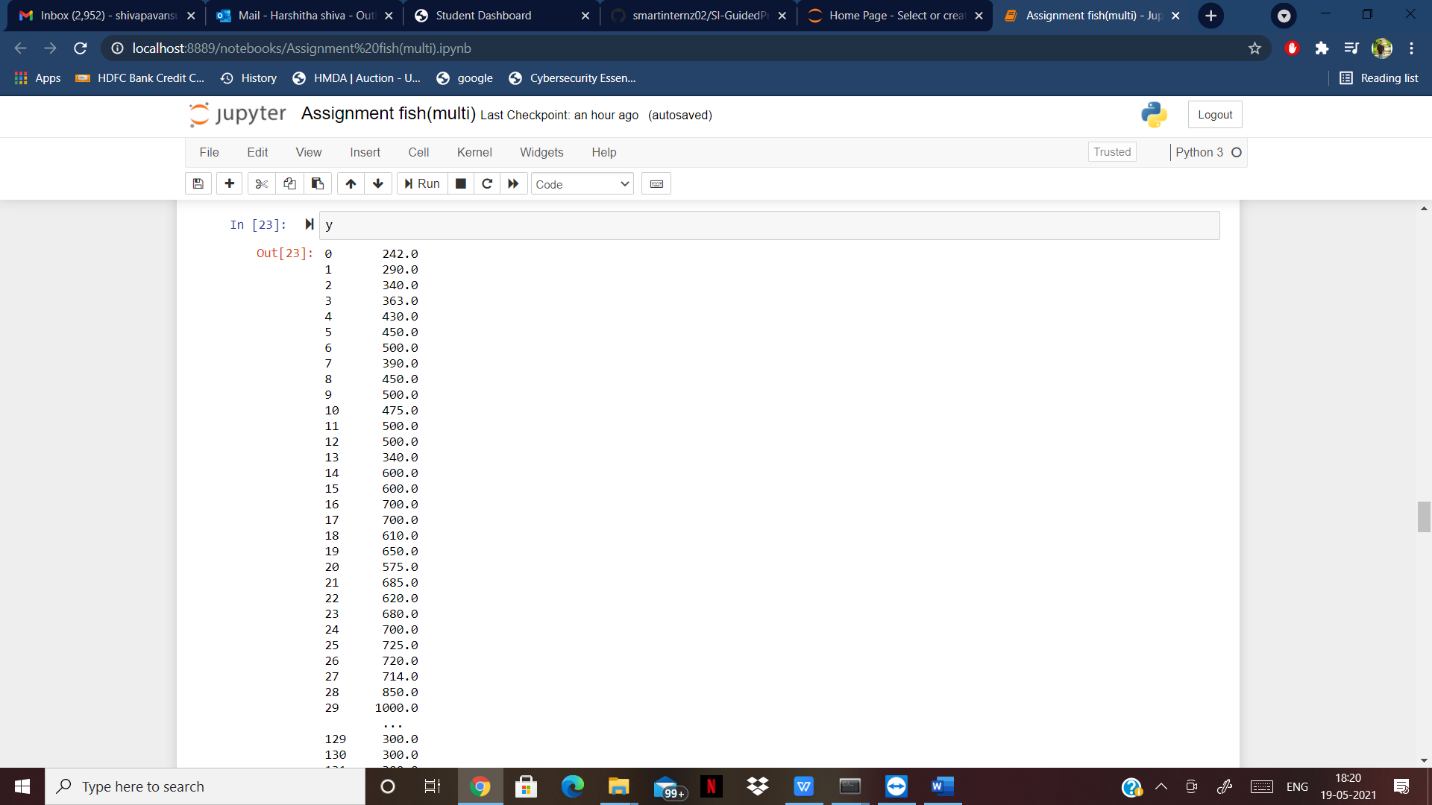 Inbox (2,952) - shivapavansu
Mail - Harshitha shiva - Out
Student Dashboard
smartinternz02/SI-GuidedP
Home Page - Select or creat
Assignment fish(multi) - Jup
localhost:8889/notebooks/Assignment%20fish(multi).ipynb
Apps
HDFC Bank Credit C...
History
HMDA | Auction - U...
google
Cybersecurity Essen...
Reading list
jupyter Assignment fish(multi) Last Checkpoint: an hour ago (autosaved)
Logout
File Edit View Insert Cell Kernel Widgets Help
Trusted
Python 3
Run
Code
In [23]: y
Out[23]: 0 242.0
1 290.0
2 340.0
3 363.0
4 430.0
5 450.0
6 500.0
7 390.0
8 450.0
9 500.0
10 475.0
11 500.0
12 500.0
13 340.0
14 600.0
15 600.0
16 700.0
17 700.0
18 610.0
19 650.0
20 575.0
21 685.0
22 620.0
23 680.0
24 700.0
25 725.0
26 720.0
27 714.0
28 850.0
29 1000.0
...
129 300.0
130 300.0
Type here to search
99+
ENG
18:20
19-05-2021